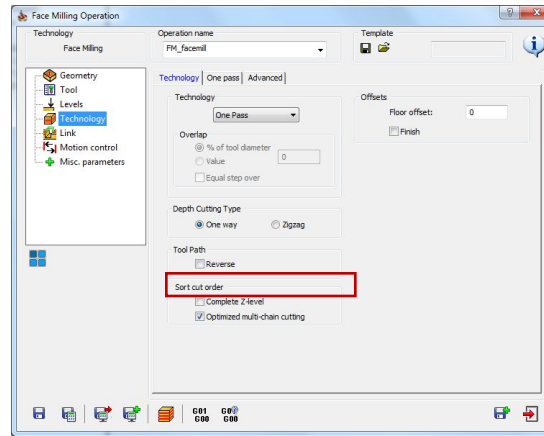 Face Milling Operation
Technology
Face Milling
Operation name
FM_facemill
Template
Geometry
Tool
Levels
Technology
Link
Motion control
Misc. parameters
Technology One pass Advanced
Technology
One Pass
Overlap
% of tool diameter
Value
0
Equal step over
Depth Cutting Type
One way Zigzag
Tool Path
Reverse
Sort cut order
Complete Z-level
Optimized multi-chain cutting
Offsets
Floor offset: 0
Finish
G01 G0
G00 G00